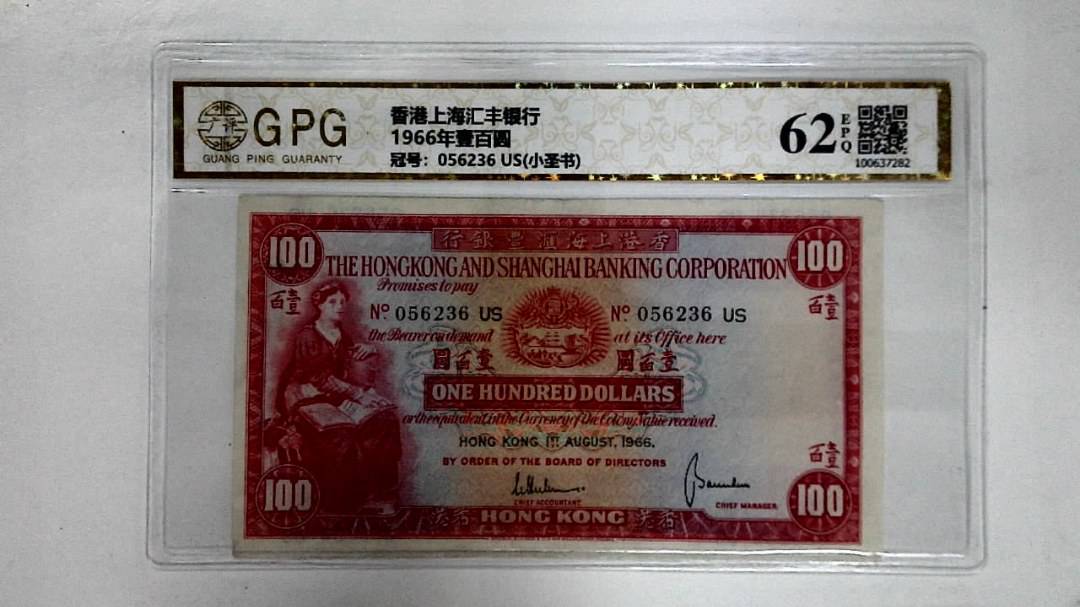 GPG
GUANG PING GUARANTY
香港上海汇丰银行
1966年壹百圆
冠号: 056236 US(小圣书)
62 EPQ
100637282
行銀豐滙海上港香
100 100
THE HONGKONG AND SHANGHAI BANKING CORPORATION
Promises to pay
百壹 百壹
Nº 056236 US Nº 056236 US
the Bearer on demand at its Office here
圓百壹 圓百壹
ONE HUNDRED DOLLARS
or the equivalent in the Currency of the Colony Value received.
HONG KONG 1ST AUGUST, 1966.
BY ORDER OF THE BOARD OF DIRECTORS
百壹
CHIEF ACCOUNTANT
CHIEF MANAGER
100 100
港香 HONG KONG 港香